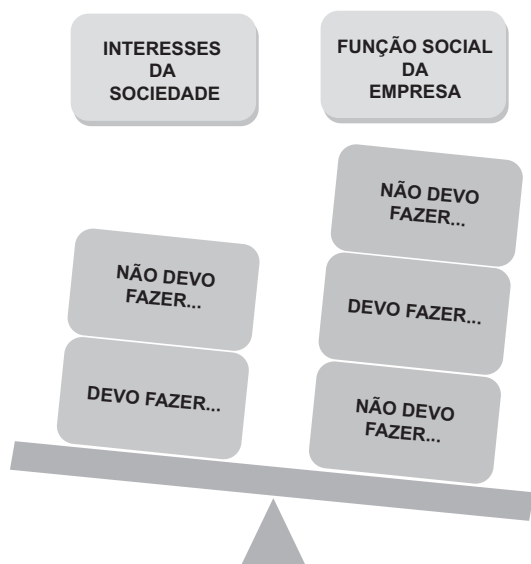 INTERESSES
DA
SOCIEDADE
FUNÇÃO SOCIAL
DA
EMPRESA
NÃO DEVO
FAZER...
DEVO FAZER...
NÃO DEVO
FAZER...
DEVO FAZER...
NÃO DEVO
FAZER...